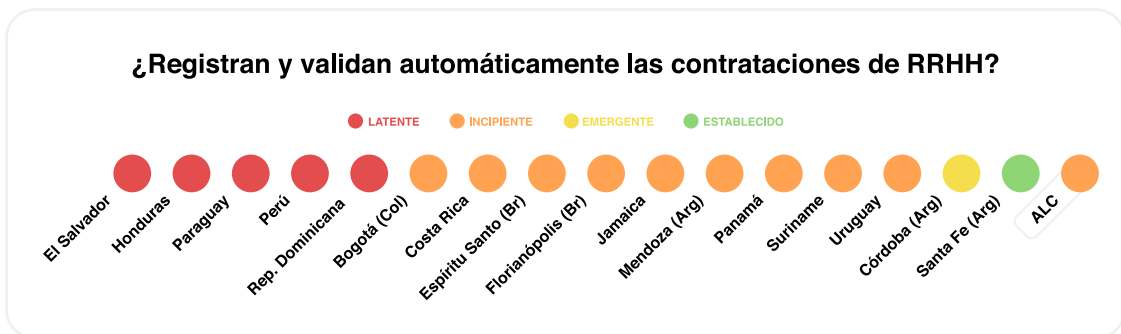 ¿Registran y validan automáticamente las contrataciones de RRHH?
LATENTE
INCIPIENTE
EMERGENTE
ESTABLECIDO
El Salvador
Honduras
Paraguay
Perú
Rep. Dominicana
Bogotá (Col)
Costa Rica
Espíritu Santo (Br)
Florianópolis (Br)
Jamaica
Mendoza (Arg)
Panamá
Suriname
Uruguay
Córdoba (Arg)
Santa Fe (Arg)
ALC